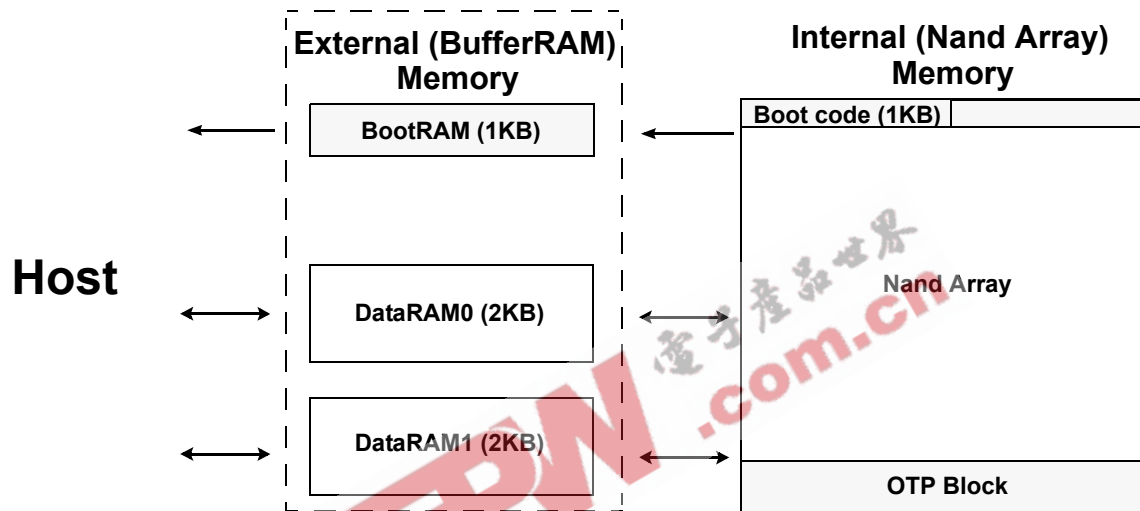 External (BufferRAM)
Memory
Internal (Nand Array)
Memory
BootRAM (1KB)
Boot code (1KB)
Host
DataRAM0 (2KB)
Nand Array
DataRAM1 (2KB)
OTP Block
電子產品世界
.com.cn